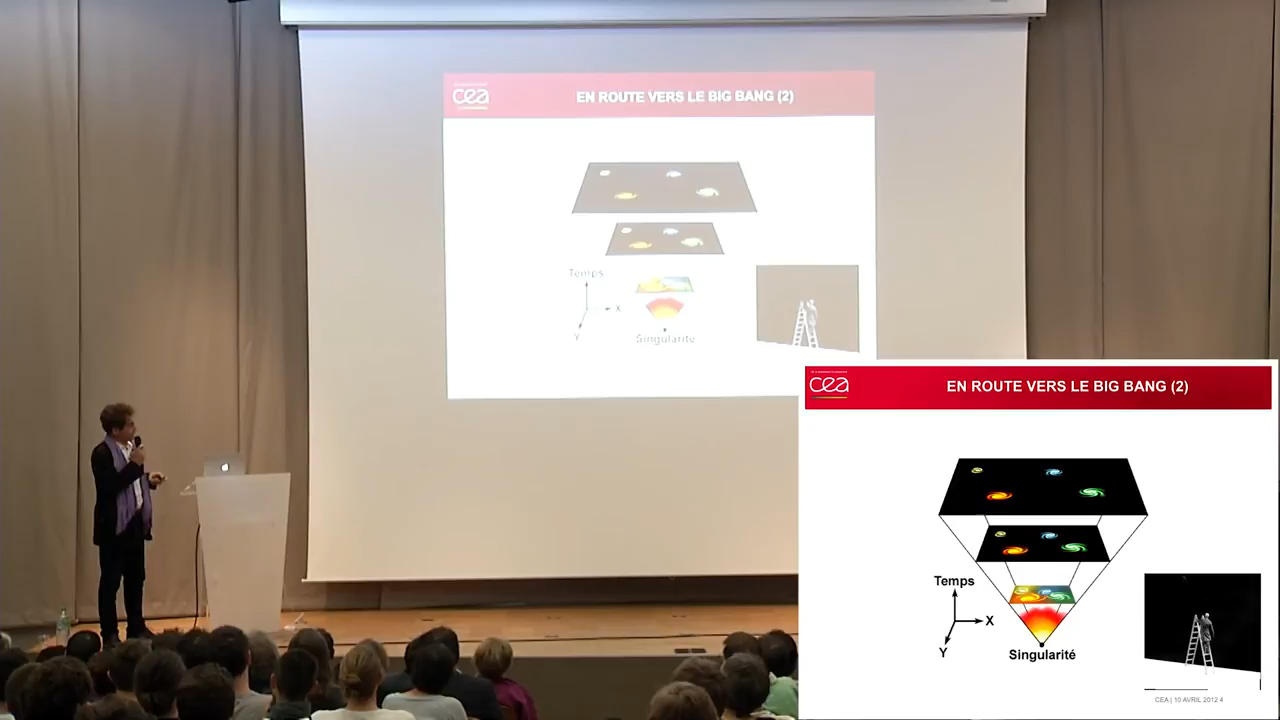 cea
EN ROUTE VERS LE BIG BANG (2)
Temps
X
Y
Singularité
cea
EN ROUTE VERS LE BIG BANG (2)
Temps
X
Y
Singularité
CEA | 10 AVRIL 2012 4